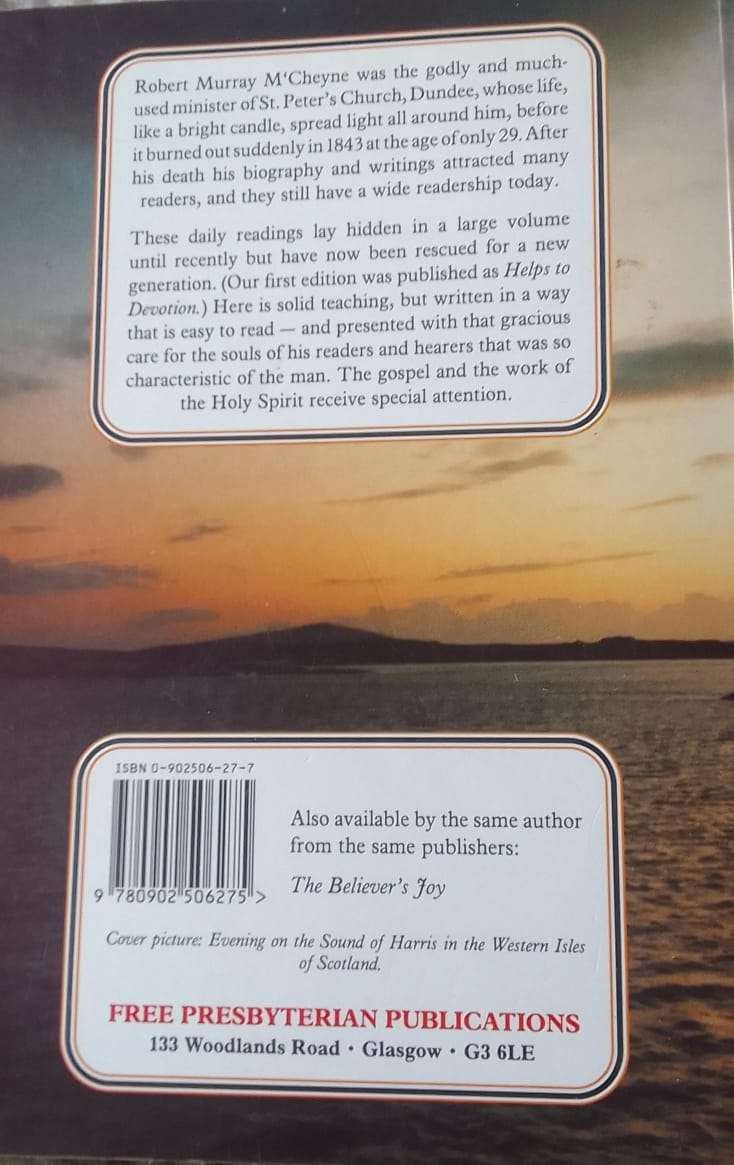 Robert Murray M‘Cheyne was the godly and much-
used minister of St. Peter's Church, Dundee, whose life,
like a bright candle, spread light all around him, before
it burned out suddenly in 1843 at the age of only 29. After
his death his biography and writings attracted many
readers, and they still have a wide readership today.
These daily readings lay hidden in a large volume
until recently but have now been rescued for a new
generation. (Our first edition was published as Helps to
Devotion.) Here is solid teaching, but written in a way
that is easy to read — and presented with that gracious
care for the souls of his readers and hearers that was so
characteristic of the man. The gospel and the work of
the Holy Spirit receive special attention.
ISBN 0-902506-27-7
9 780902 506275 >
Also available by the same author
from the same publishers:
The Believer's Joy
Cover picture: Evening on the Sound of Harris in the Western Isles
of Scotland.
FREE PRESBYTERIAN PUBLICATIONS
133 Woodlands Road • Glasgow • G3 6LE